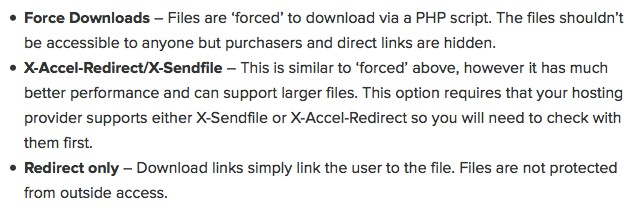 • Force Downloads – Files are ‘forced’ to download via a PHP script. The files shouldn’t
be accessible to anyone but purchasers and direct links are hidden.
• X-Accel-Redirect/X-Sendfile – This is similar to ‘forced’ above, however it has much
better performance and can support larger files. This option requires that your hosting
provider supports either X-Sendfile or X-Accel-Redirect so you will need to check with
them first.
• Redirect only – Download links simply link the user to the file. Files are not protected
from outside access.